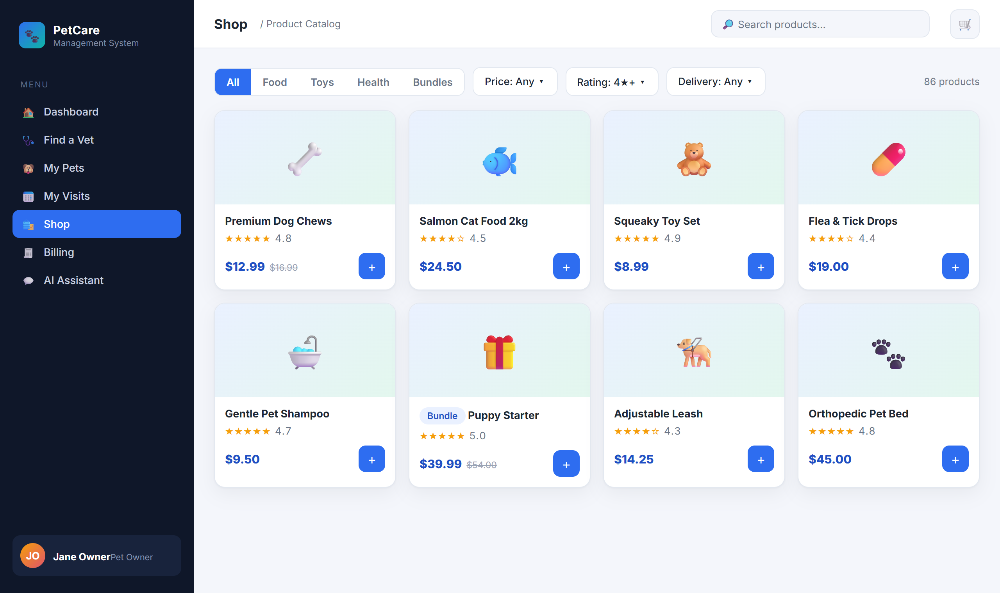 PetCare
Management System
MENU
Dashboard
Find a Vet
My Pets
My Visits
Shop
Billing
AI Assistant
JO
Jane Owner Pet Owner
Shop / Product Catalog
Search products...
All Food Toys Health Bundles
Price: Any ▼
Rating: 4★+ ▼
Delivery: Any ▼
86 products
Premium Dog Chews
★★★★★ 4.8
$12.99 $16.99 +
Salmon Cat Food 2kg
★★★★☆ 4.5
$24.50 +
Squeaky Toy Set
★★★★★ 4.9
$8.99 +
Flea & Tick Drops
★★★★☆ 4.4
$19.00 +
Gentle Pet Shampoo
★★★★★ 4.7
$9.50 +
Bundle Puppy Starter
★★★★★ 5.0
$39.99 $54.00 +
Adjustable Leash
★★★★☆ 4.3
$14.25 +
Orthopedic Pet Bed
★★★★★ 4.8
$45.00 +